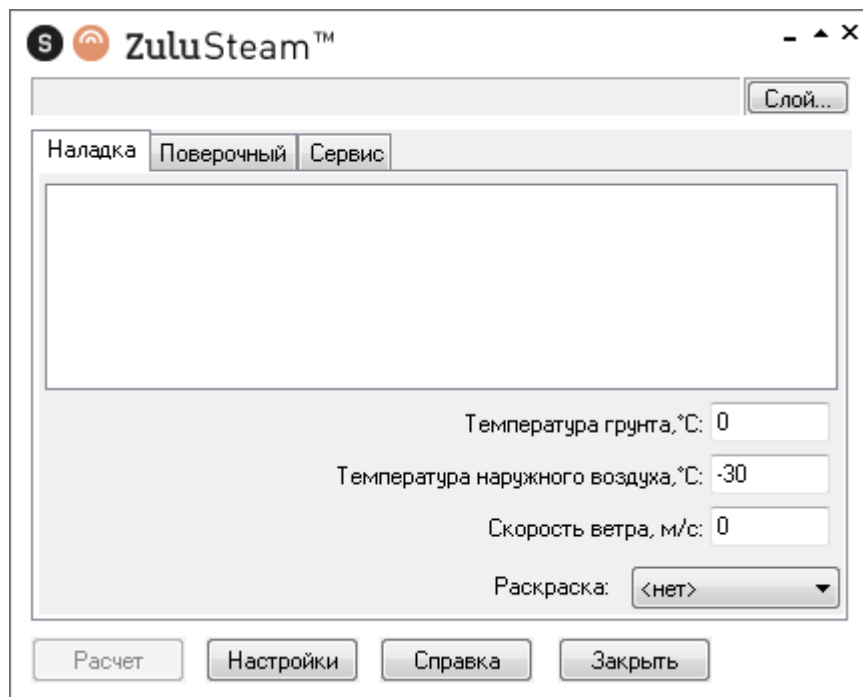 S ZuluSteam™
Слой...
Наладка Поверочный Сервис
Температура грунта,°C: 0
Температура наружного воздуха,°C: -30
Скорость ветра, м/с: 0
Раскраска: <нет>
Расчет Настройки Справка Закрыть